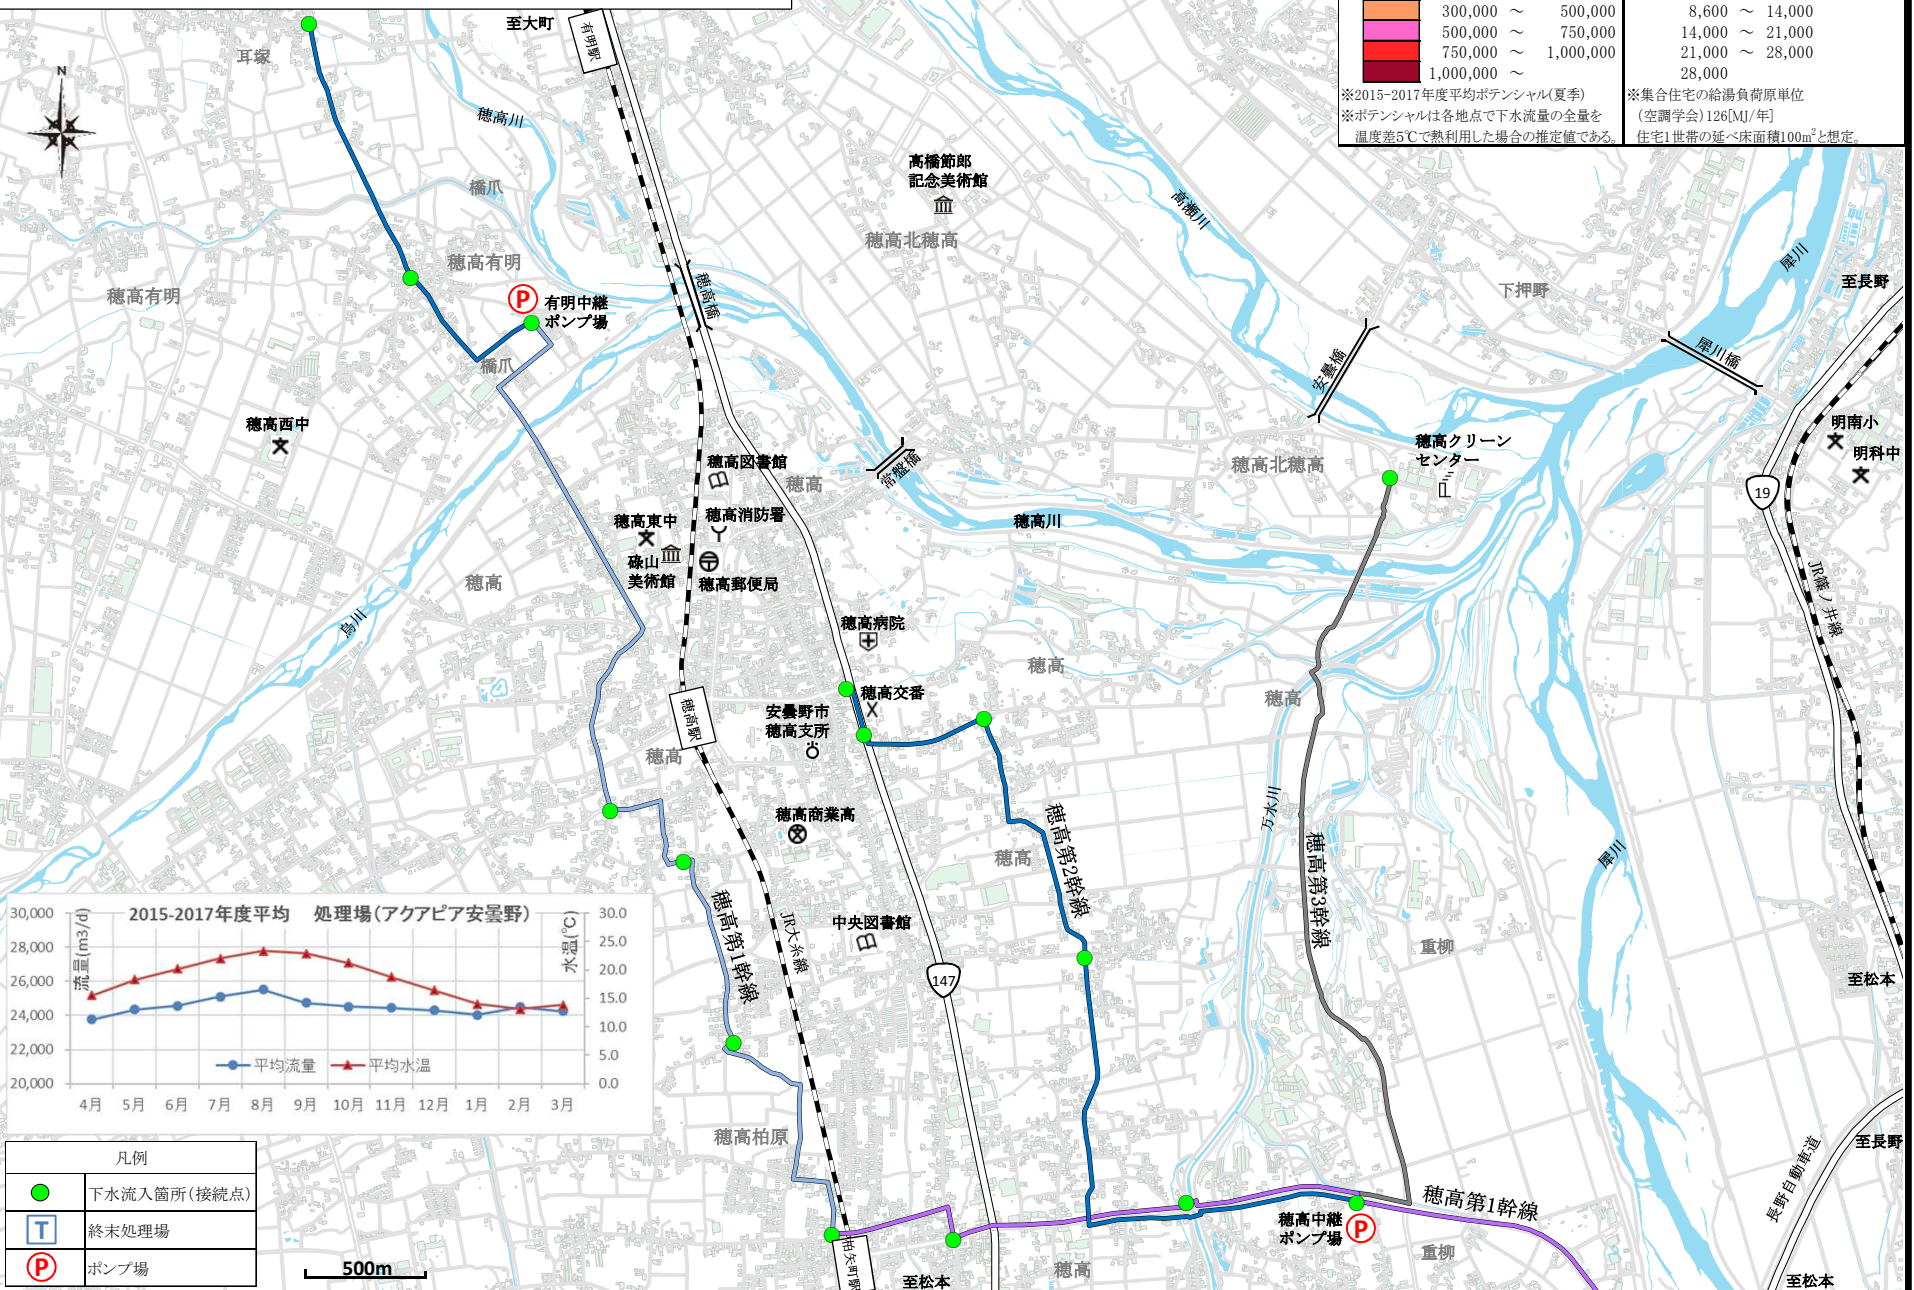 300,000 ～ 500,000
500,000 ～ 750,000
750,000 ～ 1,000,000
1,000,000 ～
※2015-2017年度平均ポテンシャル(夏季)
※ポテンシャルは各地点で下水流量の全量を
温度差5℃で熱利用した場合の推定値である。
8,600 ～ 14,000
14,000 ～ 21,000
21,000 ～ 28,000
28,000
※集合住宅の給湯負荷原単位
(空調学会)126[MJ/年]
住宅1世帯の延べ床面積100m²と想定。
至大町
有明駅
耳塚
N
穂高川
橋爪
高橋節郎
記念美術館
穂高北穂高
高瀬川
犀川
至長野
下押野
穂高有明
穂高有明
P
有明中継
ポンプ場
穂高橋
橋爪
安曇橋
犀川橋
穂高西中
穂高図書館
穂高
常盤橋
穂高北穂高
穂高クリーン
センター
明南小
明科中
19
穂高東中
穂高消防署
穂高川
碌山
美術館
穂高郵便局
穂高
烏川
JR篠ノ井線
穂高病院
穂高
穂高
穂高交番
穂高駅
安曇野市
穂高支所
穂高
穂高商業高
穂高第2幹線
穂高
万水川
穂高第3幹線
犀川
穂高第1幹線
JR大糸線
中央図書館
147
重柳
至松本
2015-2017年度平均 処理場(アクアピア安曇野)
流量(m3/d)
水温(℃)
30,000
28,000
26,000
24,000
22,000
20,000
30.0
25.0
20.0
15.0
10.0
5.0
0.0
平均流量 平均水温
4月 5月 6月 7月 8月 9月 10月 11月 12月 1月 2月 3月
穂高柏原
至長野
長野自動車道
凡例
下水流入箇所(接続点)
T 終末処理場
P ポンプ場
500m
柏矢町駅
至松本
穂高
穂高中継
ポンプ場
P
穂高第1幹線
重柳
至松本